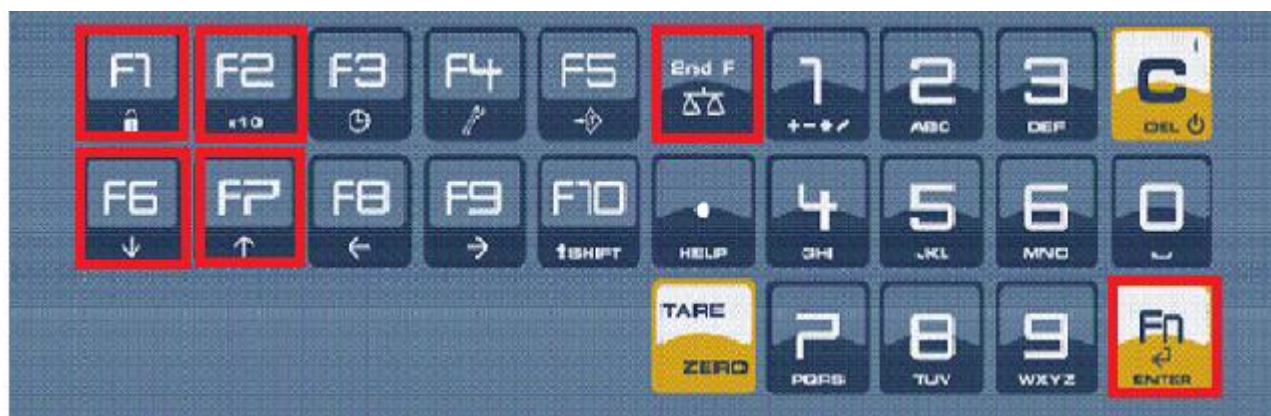 F1 F2 F3 F4 F5 2nd F 1 2 3 C
x10 +-*/ ABC DEF DEL
F6 F7 F8 F9 F10 . 4 5 6 0
SHIFT HELP GHI JKL MNO
TARE 7 8 9 Fn
ZERO PQRS TUV WXYZ ENTER